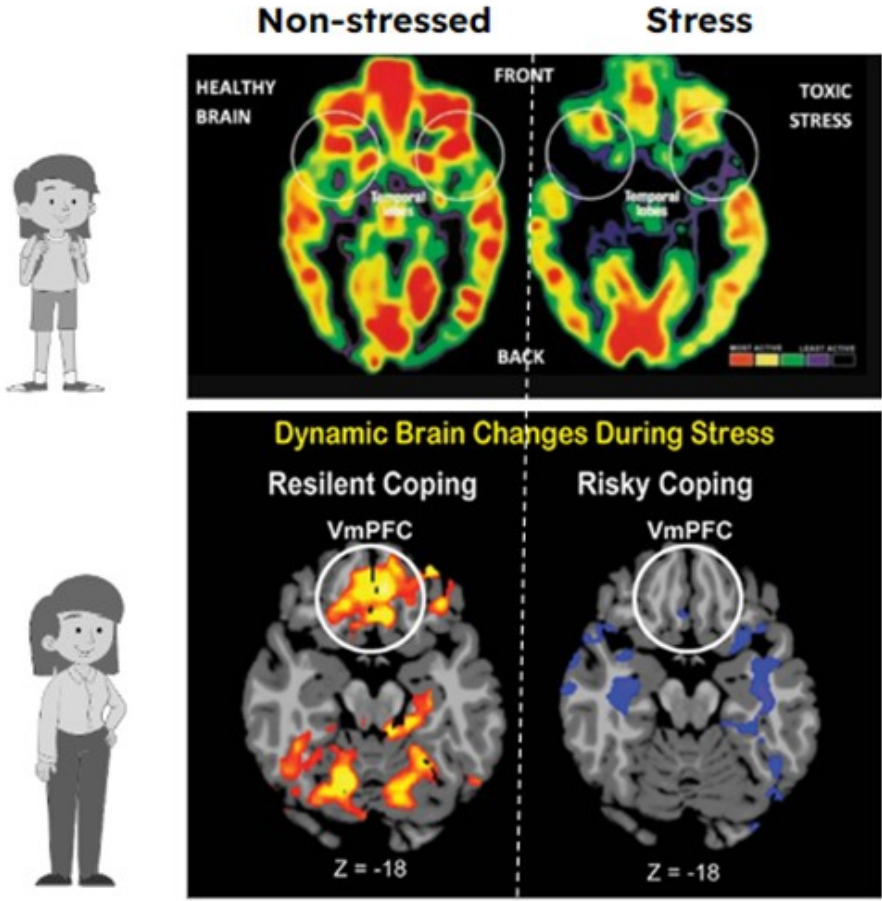 Non-stressed
Stress
HEALTHY
BRAIN
FRONT
TOXIC
STRESS
Temporal
lobes
Temporal
lobes
BACK
MOST ACTIVE
LEAST ACTIVE
Dynamic Brain Changes During Stress
Resilent Coping
Risky Coping
VmPFC
VmPFC
Z = -18
Z = -18